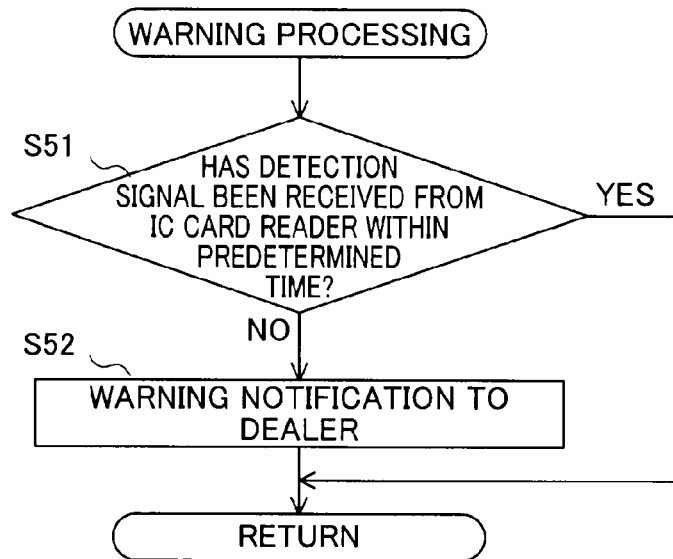 WARNING PROCESSING
S51
HAS DETECTION
SIGNAL BEEN RECEIVED FROM
IC CARD READER WITHIN
PREDETERMINED
TIME?
YES
NO
S52
WARNING NOTIFICATION TO
DEALER
RETURN